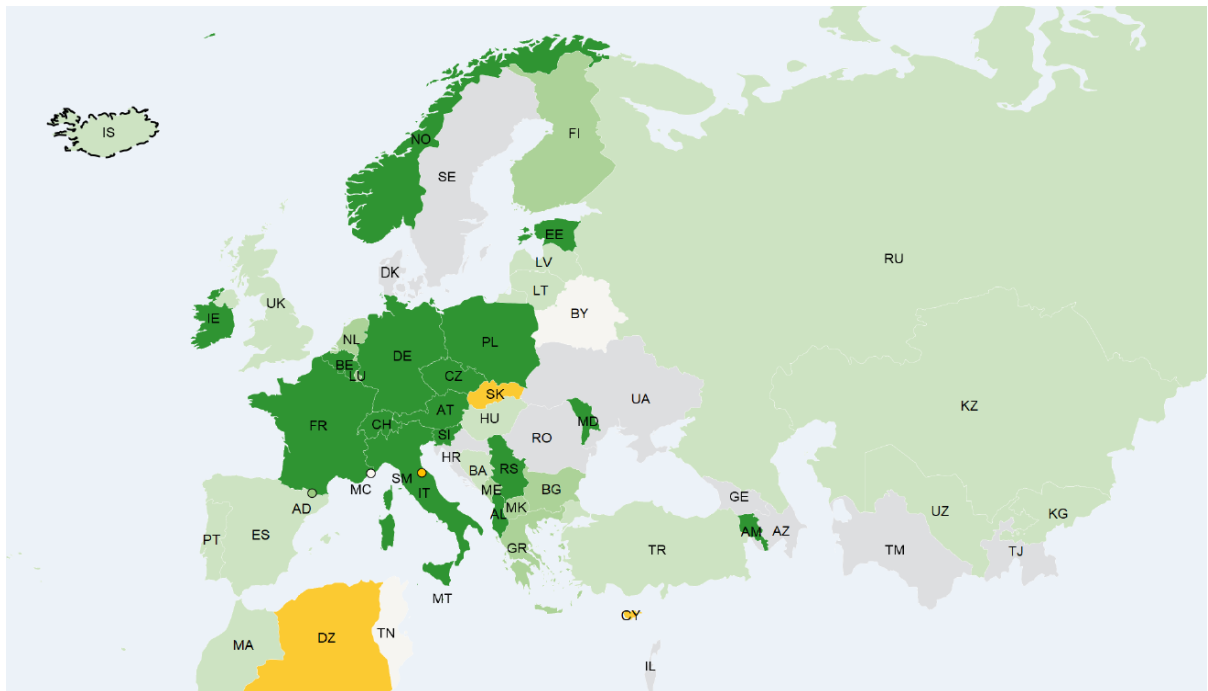 IS
NO
FI
SE
EE
RU
LV
DK
LT
UK
BY
IE
NL
PL
DE
BE
LU
CZ
SK
UA
KZ
AT
HU
FR
CH
MD
SI
RO
HR
BA
RS
SM
MC
ME
BG
IT
GE
AD
MK
UZ
KG
AL
AM
AZ
PT
ES
GR
TR
TM
TJ
MT
CY
TN
DZ
MA
IL